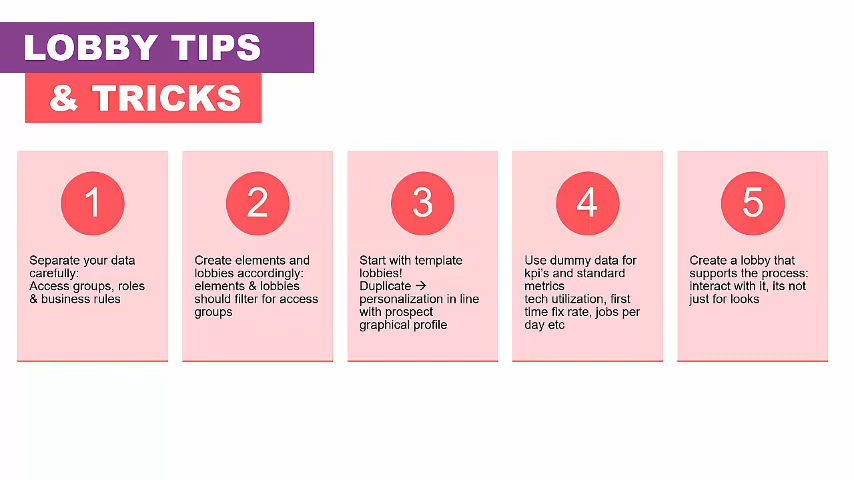 LOBBY TIPS
& TRICKS
1
Separate your data
carefully:
Access groups, roles
& business rules
2
Create elements and
lobbies accordingly:
elements & lobbies
should filter for access
groups
3
Start with template
lobbies!
Duplicate →
personalization in line
with prospect
graphical profile
4
Use dummy data for
kpi's and standard
metrics
tech utilization, first
time fix rate, jobs per
day etc
5
Create a lobby that
supports the process:
interact with it, its not
just for looks